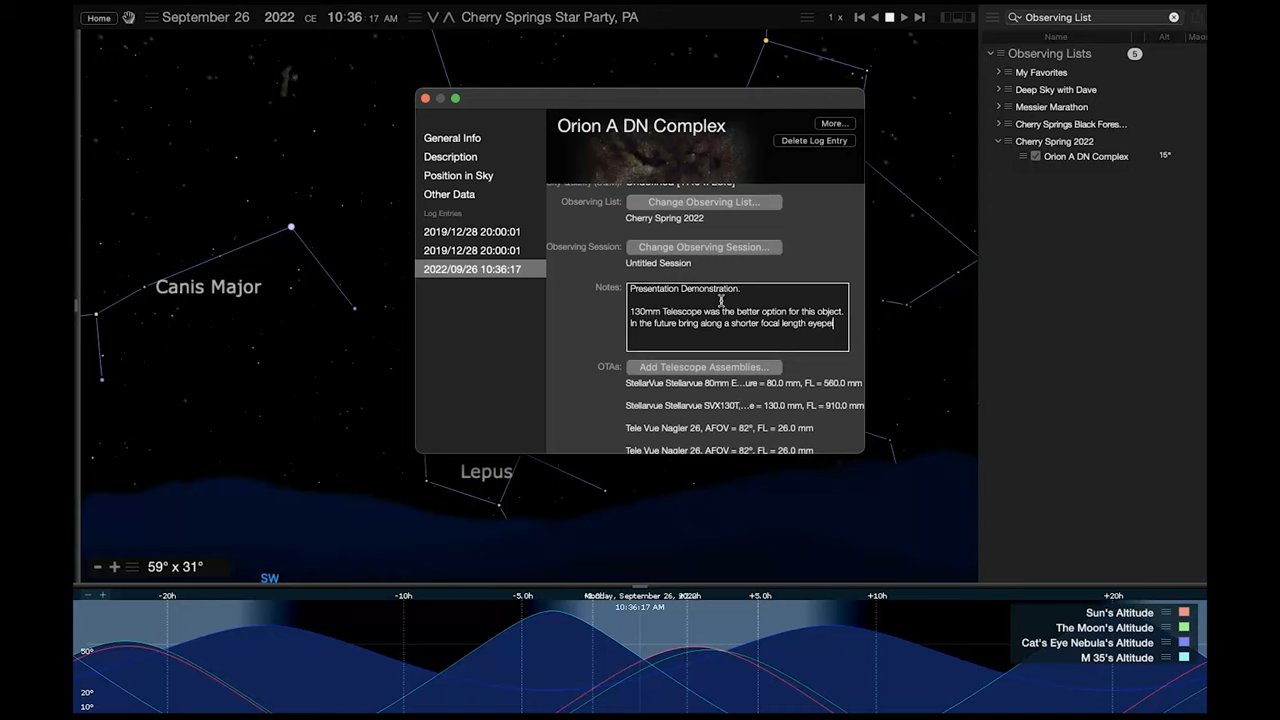 Home September 26 2022 CE 10:36 :17 AM Cherry Springs Star Party, PA 1 x
Observing List
Name Alt
Observing Lists 5
My Favorites
Deep Sky with Dave
Messier Marathon
Cherry Springs Black Fores...
Cherry Spring 2022
Orion A DN Complex 15°
General Info
Description
Position in Sky
Other Data
Log Entries
2019/12/28 20:00:01
2019/12/28 20:00:01
2022/09/26 10:36:17
Orion A DN Complex
More...
Delete Log Entry
Observing List: Change Observing List...
Cherry Spring 2022
Observing Session: Change Observing Session...
Untitled Session
Notes: Presentation Demonstration.
130mm Telescope was the better option for this object.
In the future bring along a shorter focal length eyepei
OTAs: Add Telescope Assemblies...
StellarVue Stellarvue 80mm E...ure = 80.0 mm, FL = 560.0 mm
Stellarvue Stellarvue SVX130T,...e = 130.0 mm, FL = 910.0 mm
Tele Vue Nagler 26, AFOV = 82°, FL = 26.0 mm
Tele Vue Nagler 26, AFOV = 82°, FL = 26.0 mm
Canis Major
Lepus
59° x 31°
SW
-20h -10h -5.0h Monday, September 26, 2022 +5.0h +10h +20h
10:36:17 AM
Sun's Altitude
The Moon's Altitude
Cat's Eye Nebula's Altitude
M 35's Altitude
50°
20°
10°